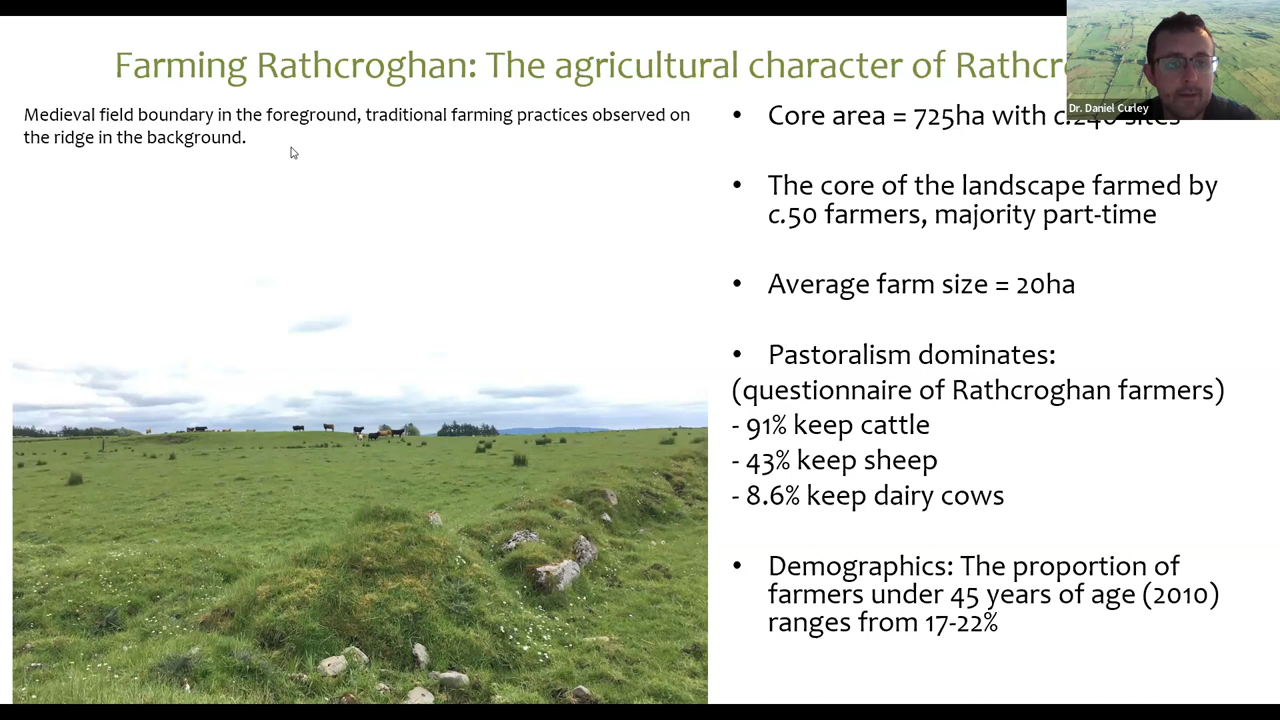 Farming Rathcroghan: The agricultural character of
Dr. Daniel Curley
Medieval field boundary in the foreground, traditional farming practices observed on
the ridge in the background.
• Core area = 725ha with c.240 sites
• The core of the landscape farmed by
c.50 farmers, majority part-time
• Average farm size = 20ha
• Pastoralism dominates:
(questionnaire of Rathcroghan farmers)
- 91% keep cattle
- 43% keep sheep
- 8.6% keep dairy cows
• Demographics: The proportion of
farmers under 45 years of age (2010)
ranges from 17-22%